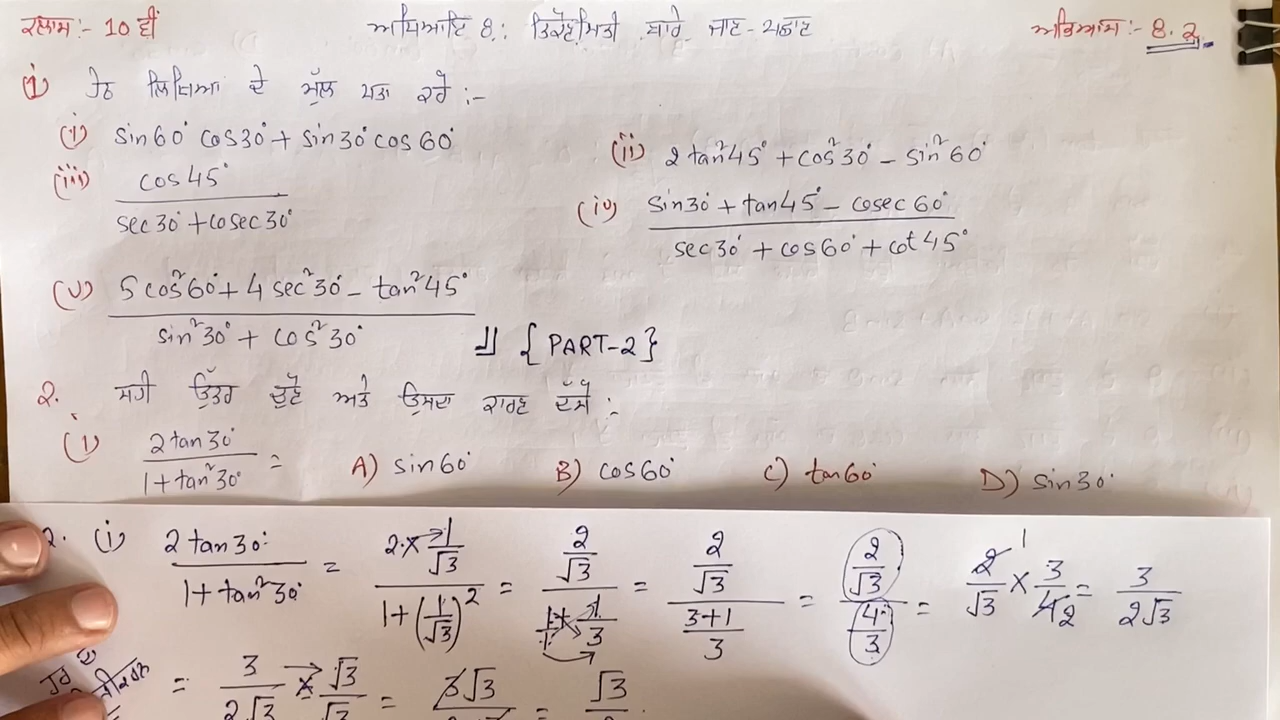 ਕਲਾਸ :- 10 ਵੀਂ ਅਧਿਆਇ 8 : ਤਿਕੋਣਮਿਤੀ ਬਾਰੇ ਜਾਣ-ਪਛਾਣ ਅਭਿਆਸ :- 8.2
1) ਹੇਠ ਲਿਖਿਆਂ ਦੇ ਮੁੱਲ ਪਤਾ ਕਰੋ :-
(i) sin60° cos30° + sin30° cos60°
(ii) 2tan²45° + cos²30° - sin²60°
(iii) cos45° / sec30° + cosec30°
(iv) sin30° + tan45° - cosec60° / sec30° + cos60° + cot45°
(v) 5cos²60° + 4sec²30° - tan²45° / sin²30° + cos²30° {PART-2}
2. ਸਹੀ ਉੱਤਰ ਚੁਣੋ ਅਤੇ ਉਸਦਾ ਕਾਰਣ ਦੱਸੋ :-
(i) 2tan30° / 1+tan²30° = A) sin60° B) cos60° C) tan60° D) sin30°
2. (i) 2tan30° / 1+tan²30° = 2×1/√3 / 1+(1/√3)² = 2/√3 / 1/1+1/3 = 2/√3 / 3+1/3 = 2/√3 / 4/3 = 2/√3 × 3/4 2 = 3/2√3
= 3/2√3 × √3/√3 = 3√3 = √3